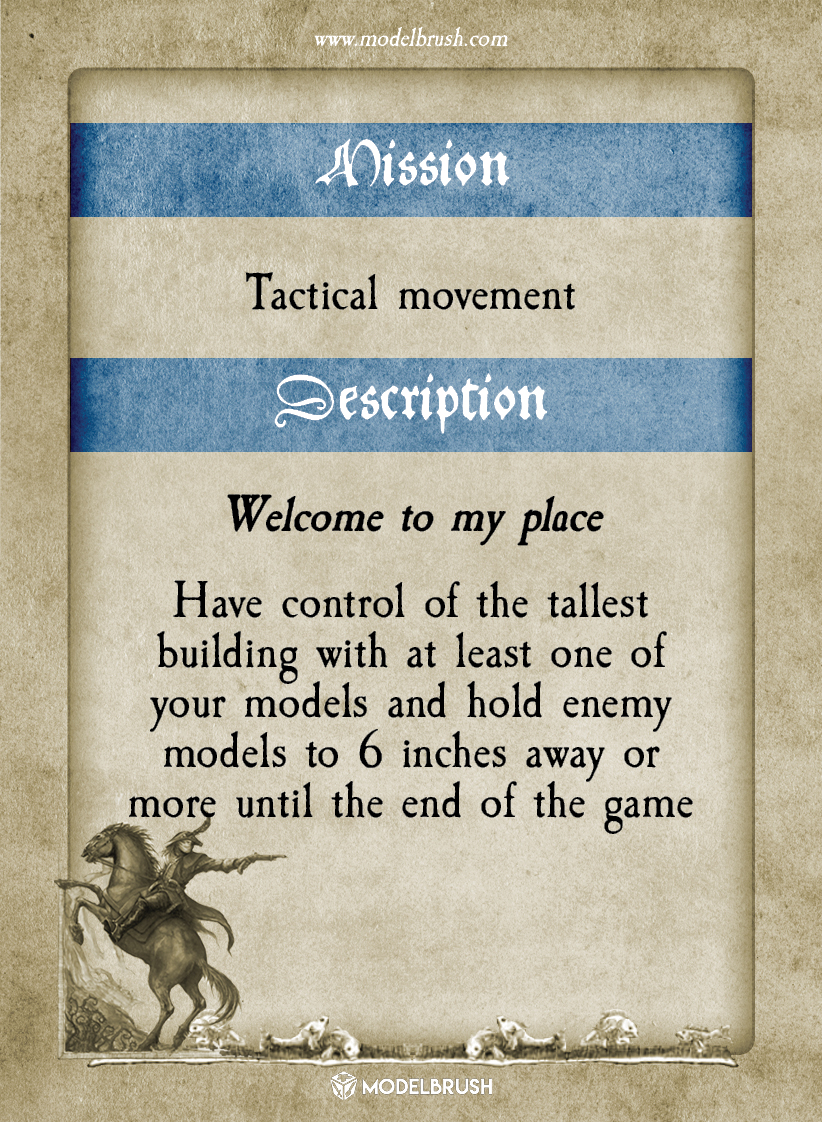 www.modelbrush.com
Mission
Tactical movement
Description
Welcome to my place
Have control of the tallest
building with at least one of
your models and hold enemy
models to 6 inches away or
more until the end of the game
MODELBRUSH